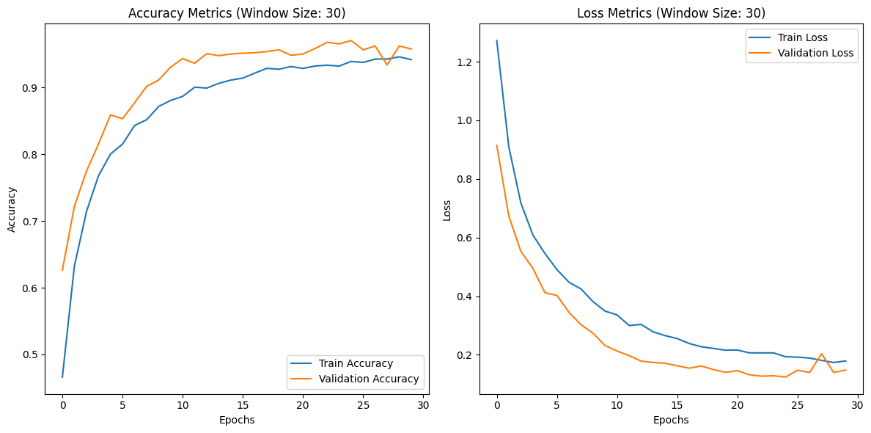 Accuracy Metrics (Window Size: 30)
0.9
0.8
0.7
0.6
0.5
Accuracy
0
5
10
15
20
25
30
Epochs
Train Accuracy
Validation Accuracy
Loss Metrics (Window Size: 30)
1.2
1.0
0.8
0.6
0.4
0.2
Loss
0
5
10
15
20
25
30
Epochs
Train Loss
Validation Loss